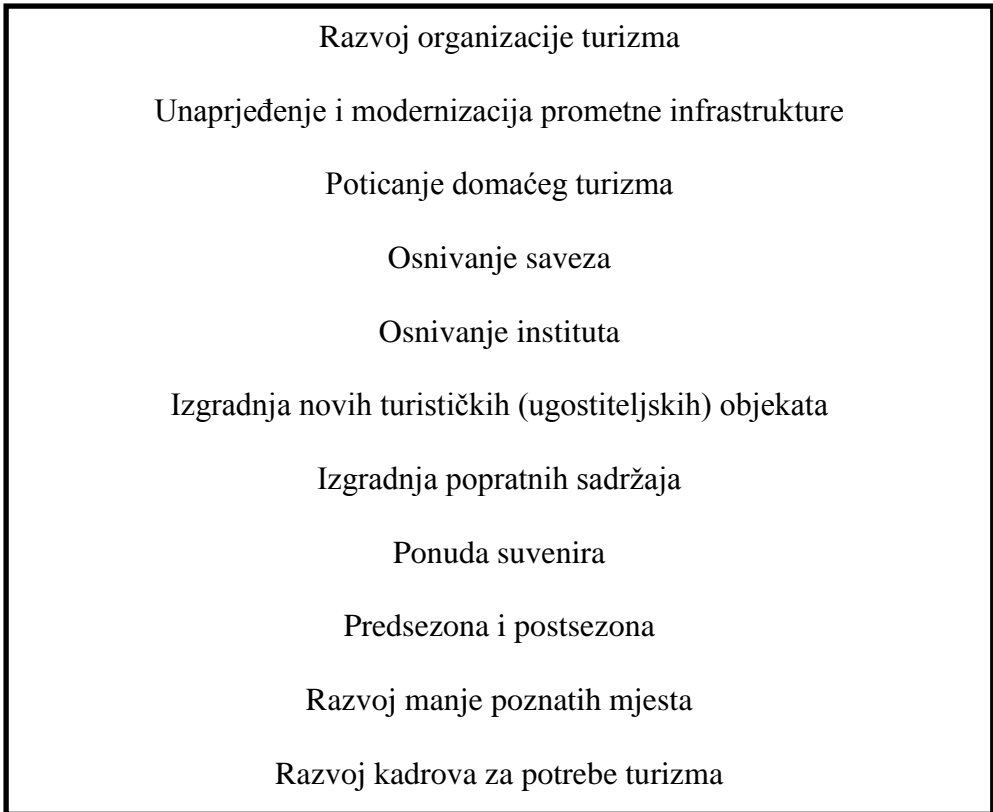 Razvoj organizacije turizma
Unaprjeđenje i modernizacija prometne infrastrukture
Poticanje domaćeg turizma
Osnivanje saveza
Osnivanje instituta
Izgradnja novih turističkih (ugostiteljskih) objekata
Izgradnja popratnih sadržaja
Ponuda suvenira
Predsezona i postsezona
Razvoj manje poznatih mjesta
Razvoj kadrova za potrebe turizma